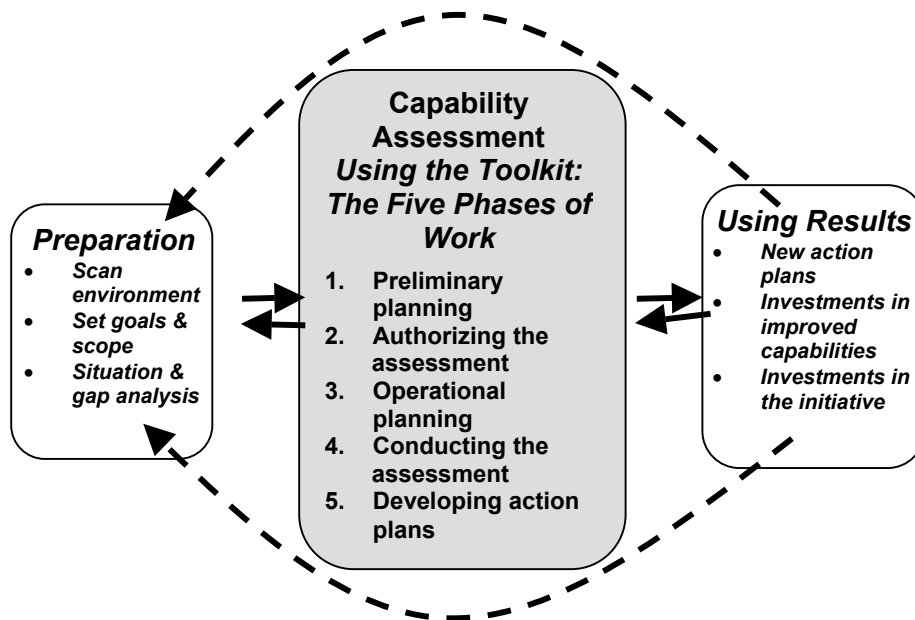 Preparation
• Scan
environment
• Set goals &
scope
• Situation &
gap analysis
Capability
Assessment
Using the Toolkit:
The Five Phases of
Work
1. Preliminary
planning
2. Authorizing the
assessment
3. Operational
planning
4. Conducting the
assessment
5. Developing action
plans
Using Results
• New action
plans
• Investments in
improved
capabilities
• Investments in
the initiative